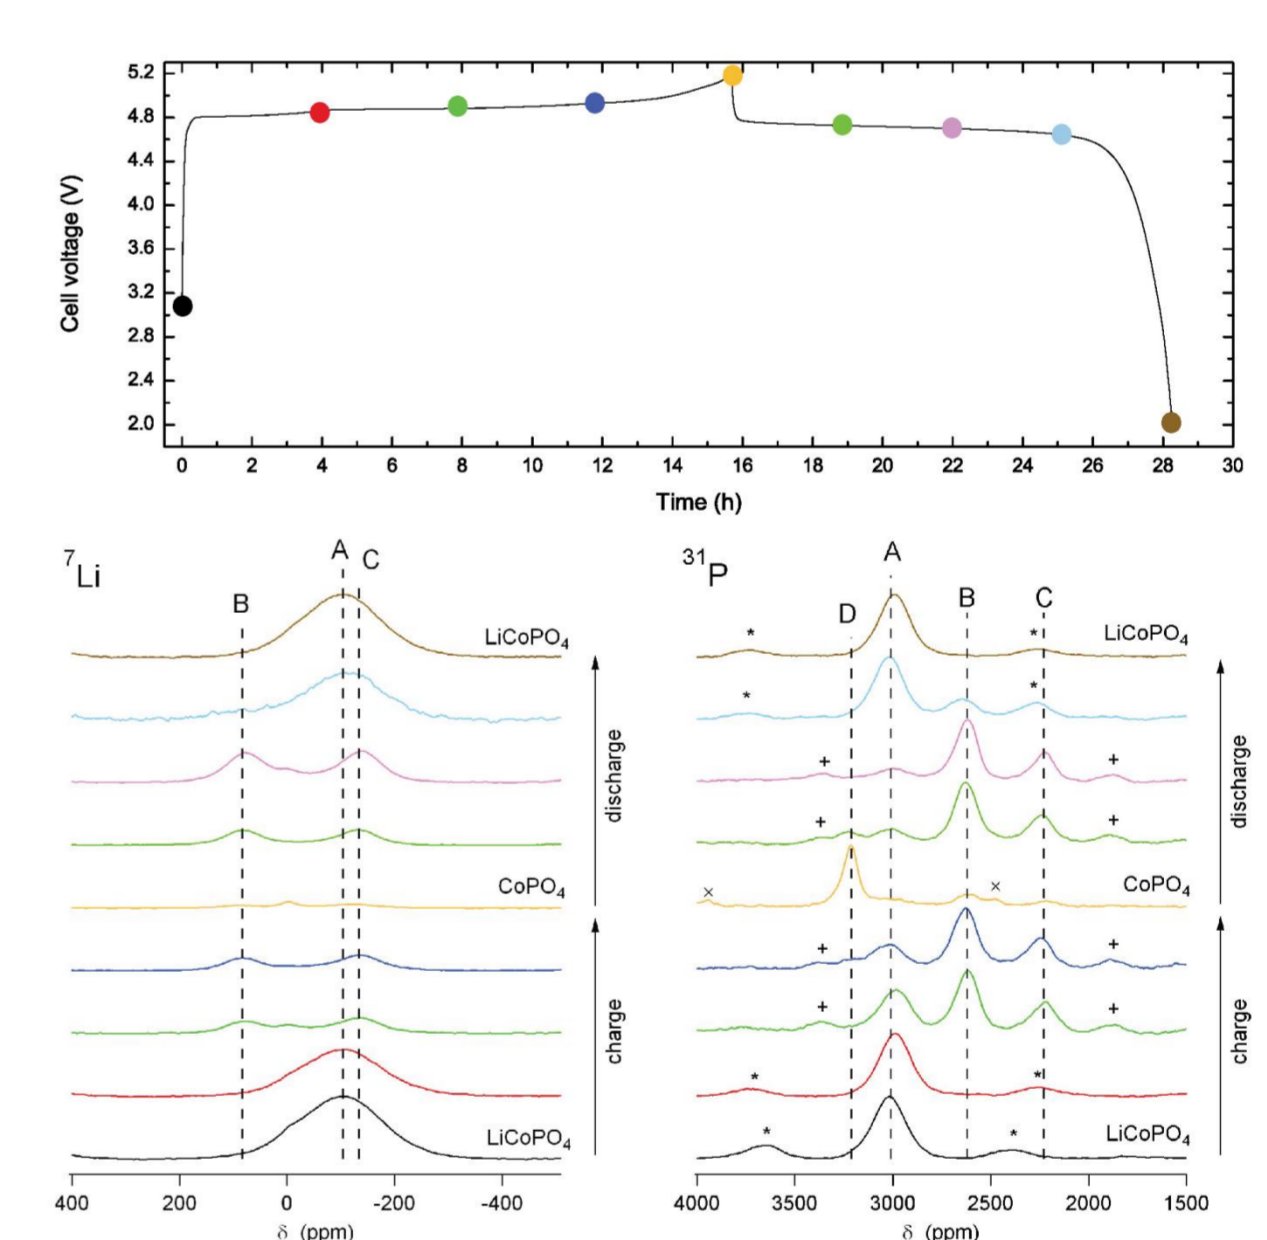 5.2
4.8
4.4
4.0
3.6
3.2
2.8
2.4
2.0
Cell voltage (V)
0 2 4 6 8 10 12 14 16 18 20 22 24 26 28 30
Time (h)
⁷Li
B
A
C
LiCoPO₄
CoPO₄
LiCoPO₄
discharge
charge
400 200 0 -200 -400
δ (ppm)
³¹P
D
A
B
C
* * LiCoPO₄
* *
+ +
+ +
× × CoPO₄
+ +
+ +
* *
* * LiCoPO₄
discharge
charge
4000 3500 3000 2500 2000 1500
δ (ppm)